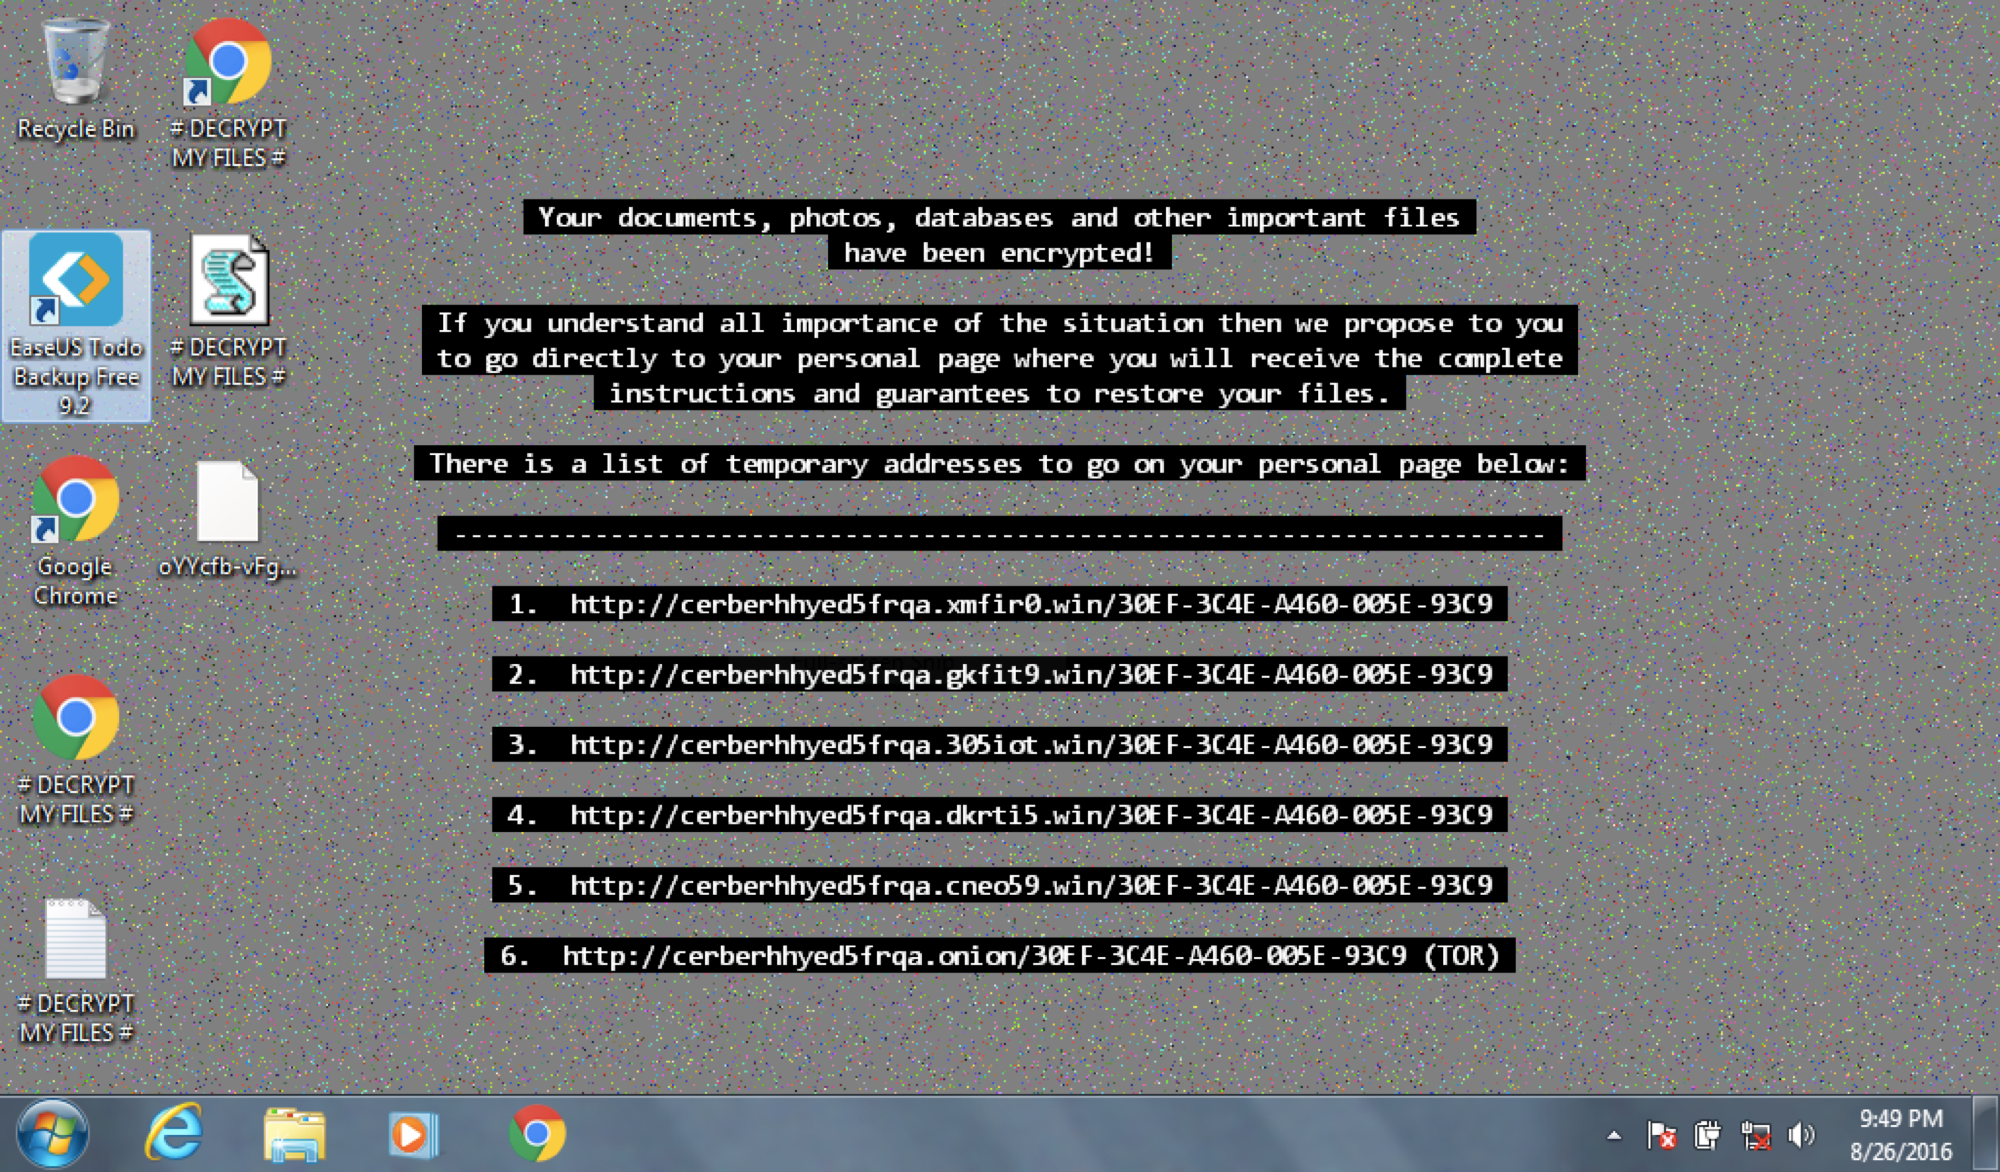 Recycle Bin
# DECRYPT
MY FILES #
EaseUS Todo
Backup Free
9.2
# DECRYPT
MY FILES #
Google
Chrome
oYYcfb-vFg...
# DECRYPT
MY FILES #
# DECRYPT
MY FILES #
Your documents, photos, databases and other important files
have been encrypted!
If you understand all importance of the situation then we propose to you
to go directly to your personal page where you will receive the complete
instructions and guarantees to restore your files.
There is a list of temporary addresses to go on your personal page below:
----------------------------------------------------------------------
1. http://cerberhhyed5frqa.xmfir0.win/30EF-3C4E-A460-005E-93C9
2. http://cerberhhyed5frqa.gkfit9.win/30EF-3C4E-A460-005E-93C9
3. http://cerberhhyed5frqa.305iot.win/30EF-3C4E-A460-005E-93C9
4. http://cerberhhyed5frqa.dkrti5.win/30EF-3C4E-A460-005E-93C9
5. http://cerberhhyed5frqa.cneo59.win/30EF-3C4E-A460-005E-93C9
6. http://cerberhhyed5frqa.onion/30EF-3C4E-A460-005E-93C9 (TOR)
9:49 PM
8/26/2016